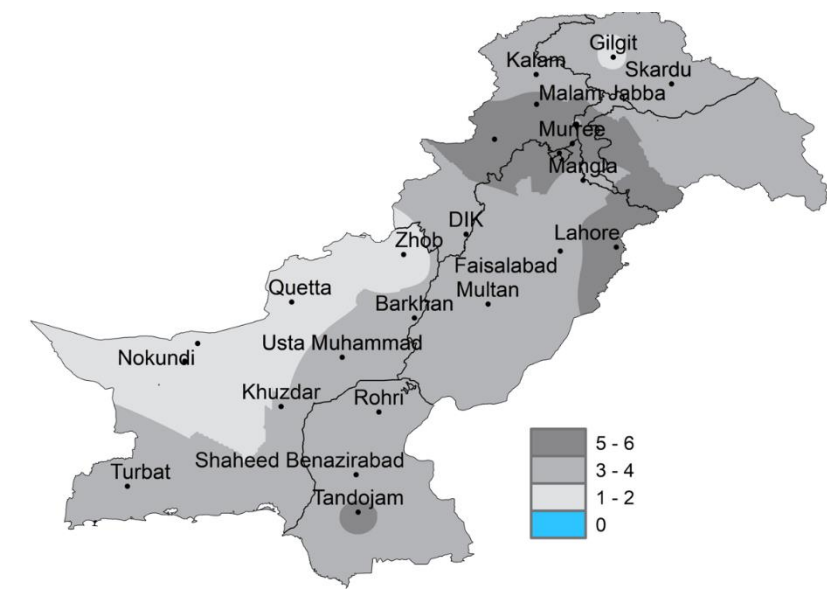 Gilgit
Kalam
Skardu
Malam Jabba
Murree
Mangla
DIK
Lahore
Zhob
Faisalabad
Quetta
Multan
Barkhan
Usta Muhammad
Nokundi
Khuzdar
Rohri
5 - 6
3 - 4
Shaheed Benazirabad
Turbat
1 - 2
Tandojam
0